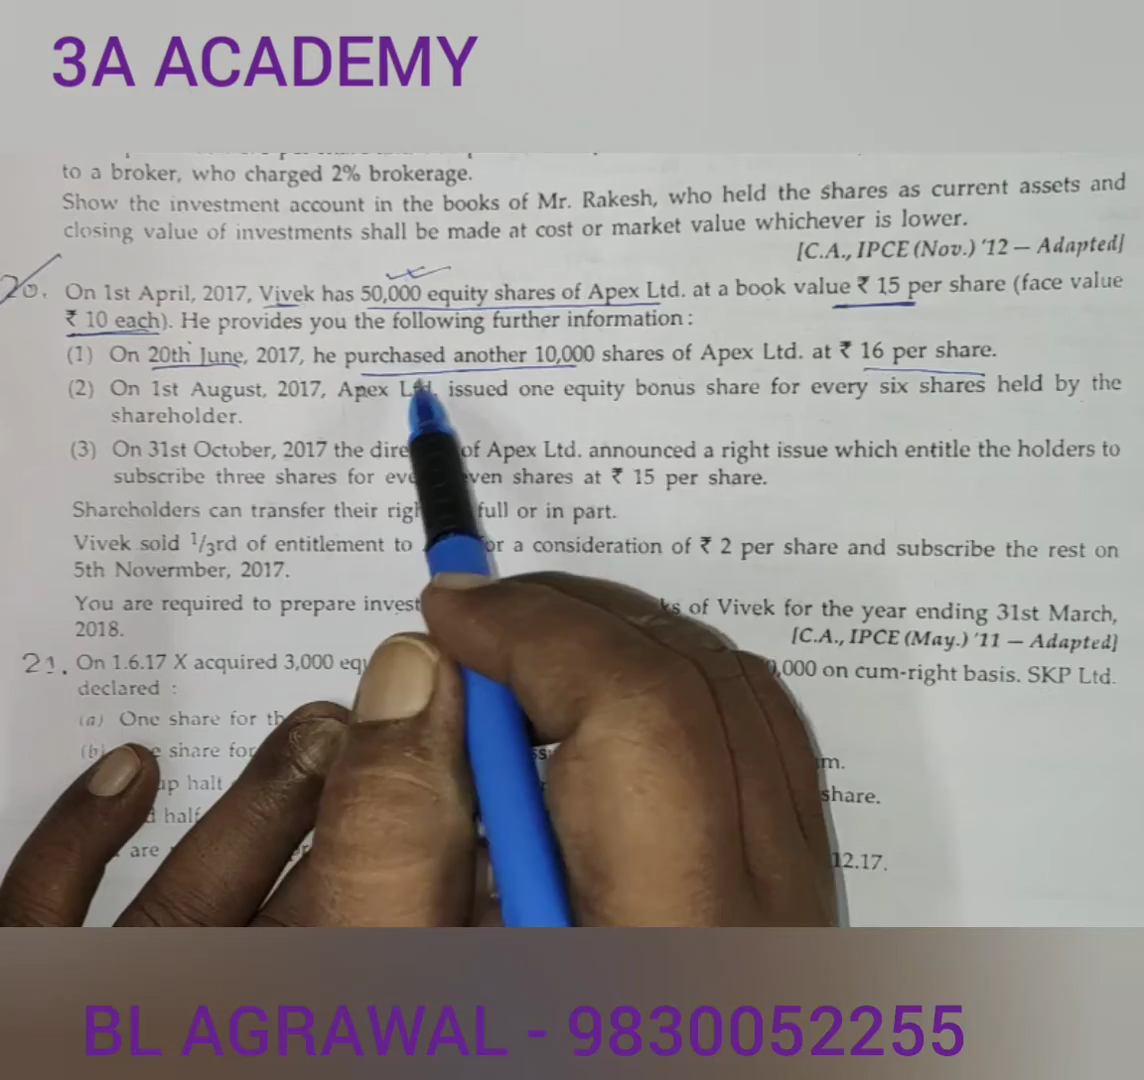 3A ACADEMY
to a broker, who charged 2% brokerage.
Show the investment account in the books of Mr. Rakesh, who held the shares as current assets and
closing value of investments shall be made at cost or market value whichever is lower.
[C.A., IPCE (Nov.) '12 — Adapted]
20. On 1st April, 2017, Vivek has 50,000 equity shares of Apex Ltd. at a book value ₹ 15 per share (face value
₹ 10 each). He provides you the following further information :
(1) On 20th June, 2017, he purchased another 10,000 shares of Apex Ltd. at ₹ 16 per share.
(2) On 1st August, 2017, Apex Ltd. issued one equity bonus share for every six shares held by the
shareholder.
(3) On 31st October, 2017 the of Apex Ltd. announced a right issue which entitle the holders to
subscribe three shares for shares at ₹ 15 per share.
Shareholders can transfer their full or in part.
Vivek sold 1/3rd of entitlement to a consideration of ₹ 2 per share and subscribe the rest on
5th Novermber, 2017.
You are required to prepare of Vivek for the year ending 31st March,
2018.
[C.A., IPCE (May.) '11 — Adapted]
21. On 1.6.17 X acquired 3,000 on cum-right basis. SKP Ltd.
declared :
(a) One share for
share for
half
share.
half
are
12.17.
BL AGRAWAL - 9830052255